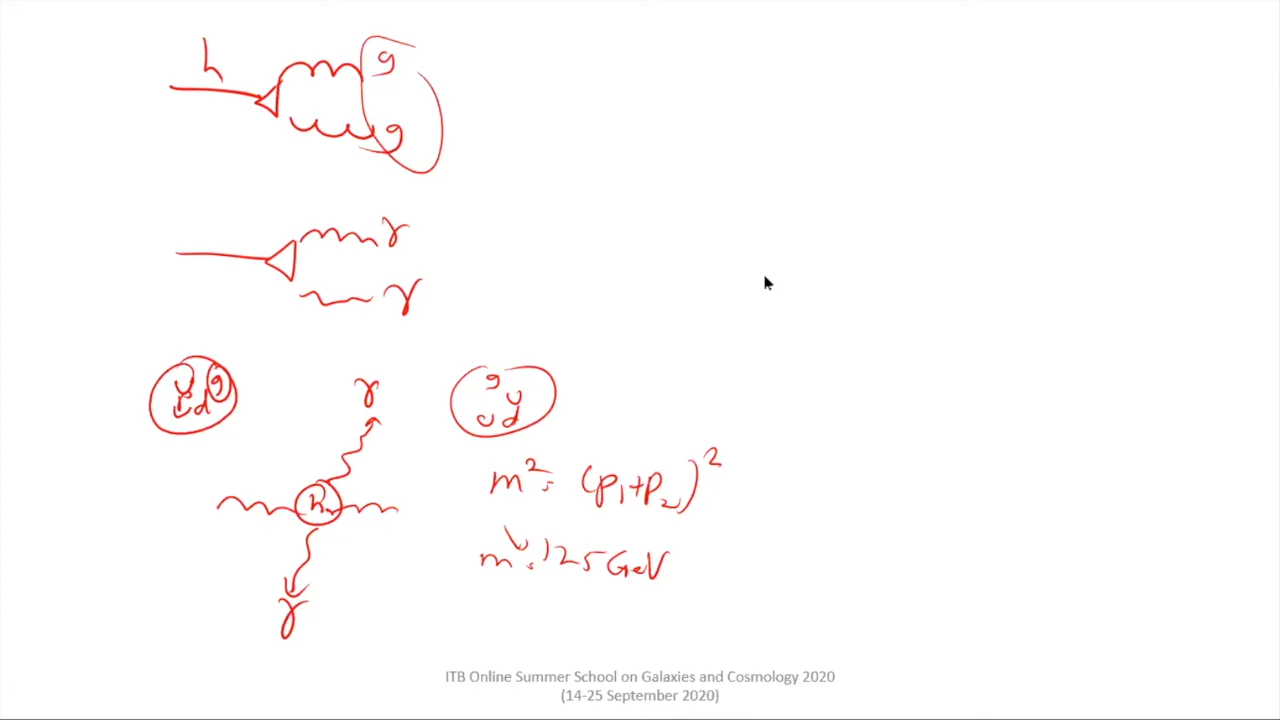 h
g
g
γ
γ
u g
u d
γ
g
u
u d
h
γ
m² = (p₁+p₂)²
m = 125 GeV
ITB Online Summer School on Galaxies and Cosmology 2020
(14-25 September 2020)